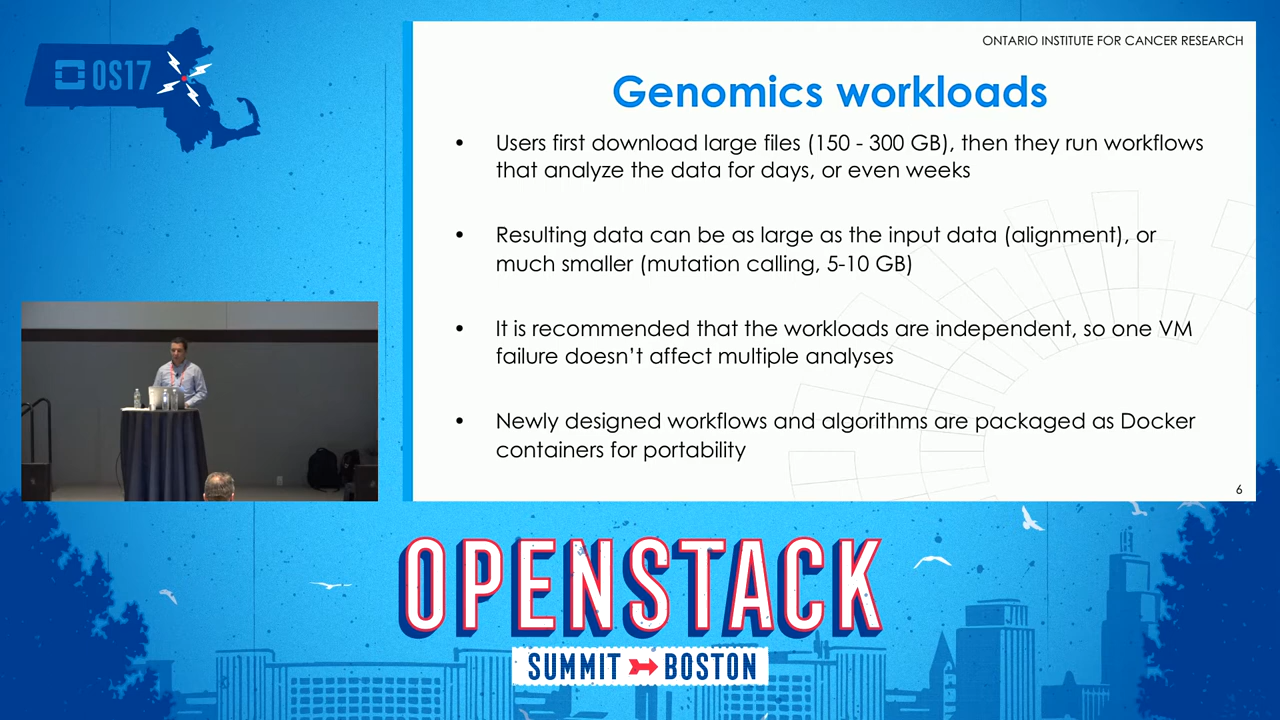 OS17
ONTARIO INSTITUTE FOR CANCER RESEARCH
Genomics workloads
• Users first download large files (150 - 300 GB), then they run workflows
that analyze the data for days, or even weeks
• Resulting data can be as large as the input data (alignment), or
much smaller (mutation calling, 5-10 GB)
• It is recommended that the workloads are independent, so one VM
failure doesn't affect multiple analyses
• Newly designed workflows and algorithms are packaged as Docker
containers for portability
6
OPENSTACK
SUMMIT BOSTON